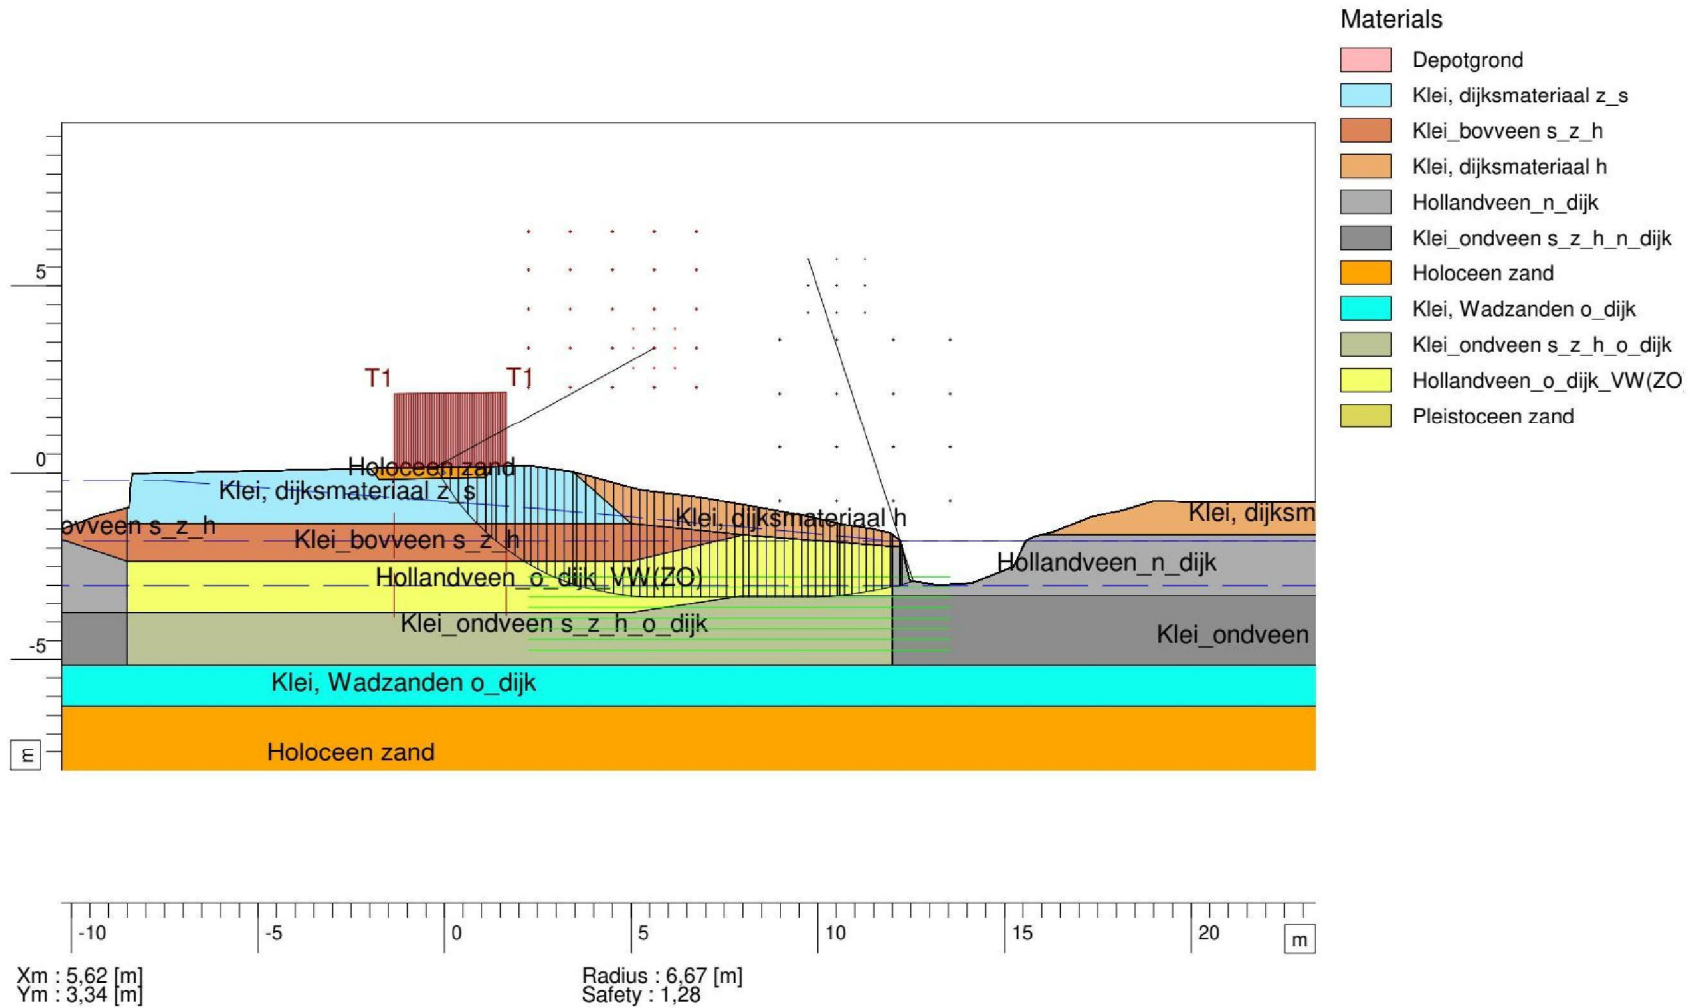 Materials
Depotgrond
Klei, dijksmateriaal z_s
Klei_bovveen s_z_h
Klei, dijksmateriaal h
Hollandveen_n_dijk
Klei_ondveen s_z_h_n_dijk
Holoceen zand
Klei, Wadzanden o_dijk
Klei_ondveen s_z_h_o_dijk
Hollandveen_o_dijk_VW(ZO
Pleistoceen zand
5
T1 T1
0
Holoceen zand
Klei, dijksmateriaal z_s
ovveen s_z_h
Klei_bovveen s_z_h
Klei, dijksmateriaal h
Klei, dijksm
Hollandveen_o_dijk_VW(ZO)
Hollandveen_n_dijk
Klei_ondveen s_z_h_o_dijk
Klei_ondveen
-5
Klei, Wadzanden o_dijk
Holoceen zand
m
-10 -5 0 5 10 15 20 m
Xm : 5,62 [m] Radius : 6,67 [m]
Ym : 3,34 [m] Safety : 1,28